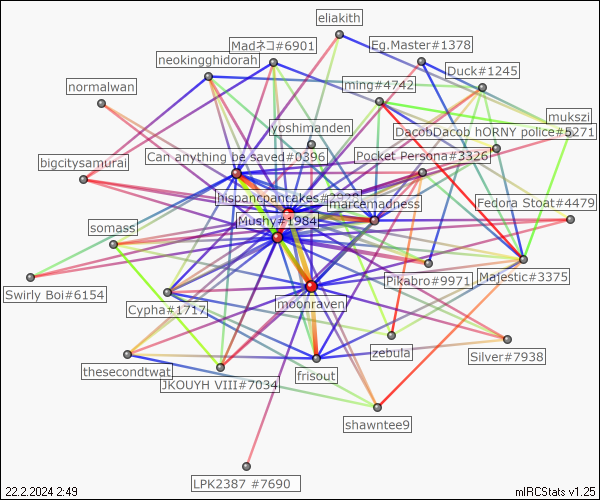 eliakith
Madネコ#6901
Eg.Master#1378
neokingghidorah
Duck#1245
normalwan
ming#4742
mukszi
yoshimanden
DacobDacob hORNY police#5271
Can anything be saved#0396
Pocket Persona#3326
bigcitysamurai
marcemadness
Fedora Stoat#4479
Mushy#1984
somass
Pikabro#9971
Majestic#3375
Swirly Boi#6154
Cypha#1717
moonraven
zebula
Silver#7938
thesecondtwat
frisout
JKOUYH VIII#7034
shawntee9
LPK2387 #7690
22.2.2024 2:49
mIRCStats v1.25